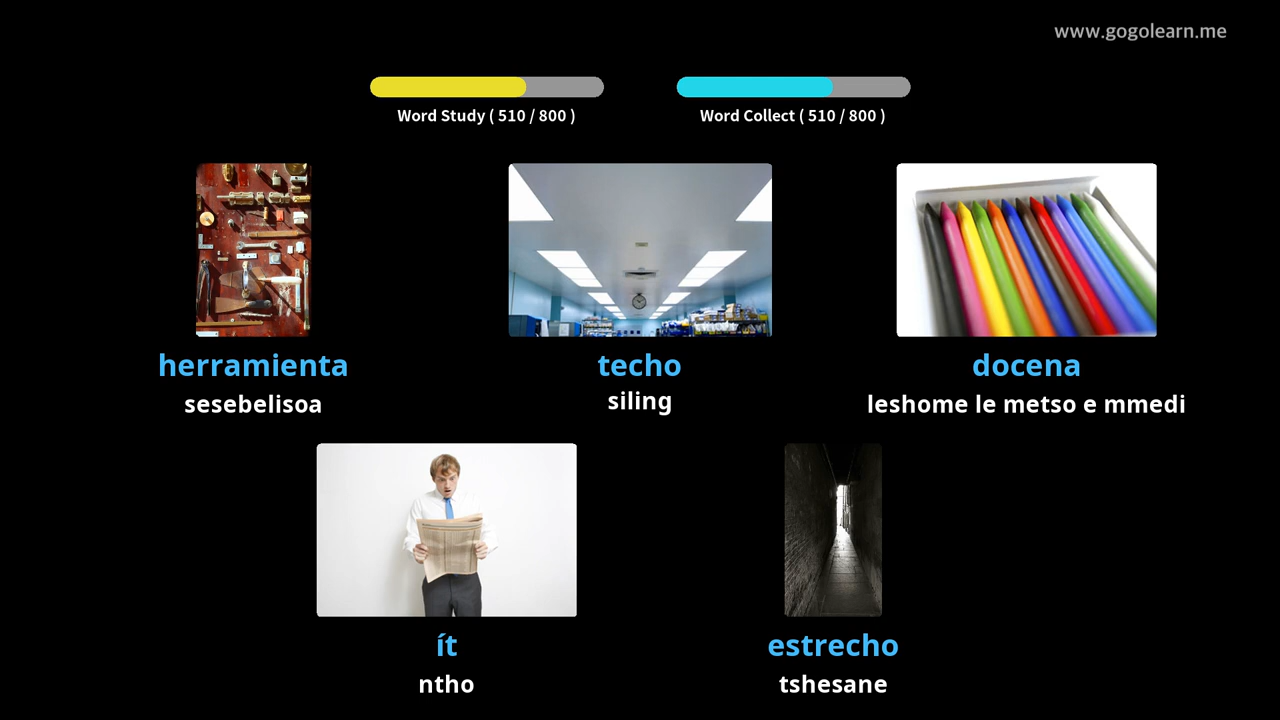 www.gogolearn.me
Word Study ( 510 / 800 )
Word Collect ( 510 / 800 )
herramienta
sesebelisoa
techo
siling
docena
leshome le metso e mmedi
ít
ntho
estrecho
tshesane